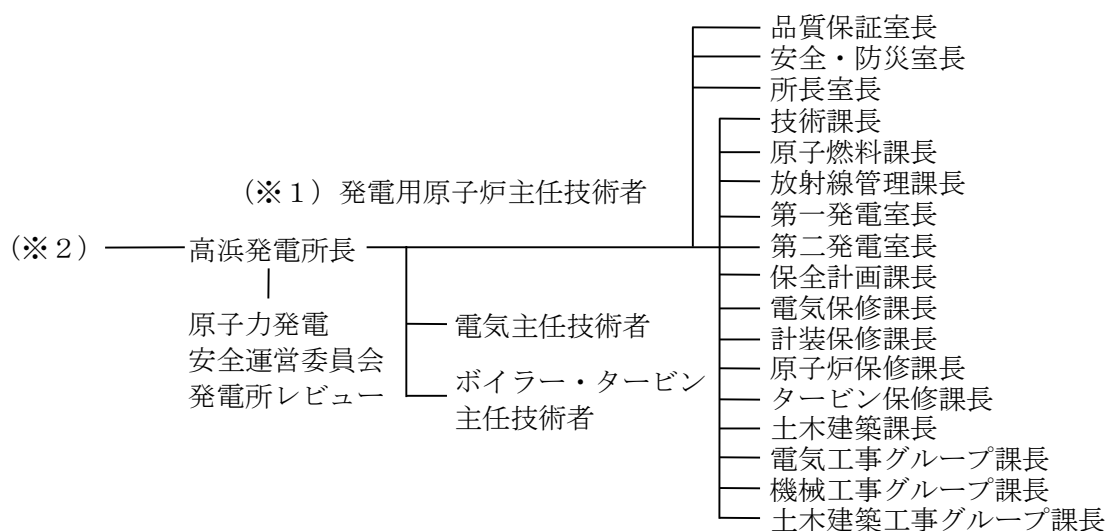 品質保証室長
安全・防災室長
所長室長
技術課長
原子燃料課長
放射線管理課長
第一発電室長
第二発電室長
保全計画課長
電気保修課長
計装保修課長
原子炉保修課長
タービン保修課長
土木建築課長
電気工事グループ課長
機械工事グループ課長
土木建築工事グループ課長
(※1)発電用原子炉主任技術者
(※2)
高浜発電所長
原子力発電
安全運営委員会
発電所レビュー
電気主任技術者
ボイラー・タービン
主任技術者